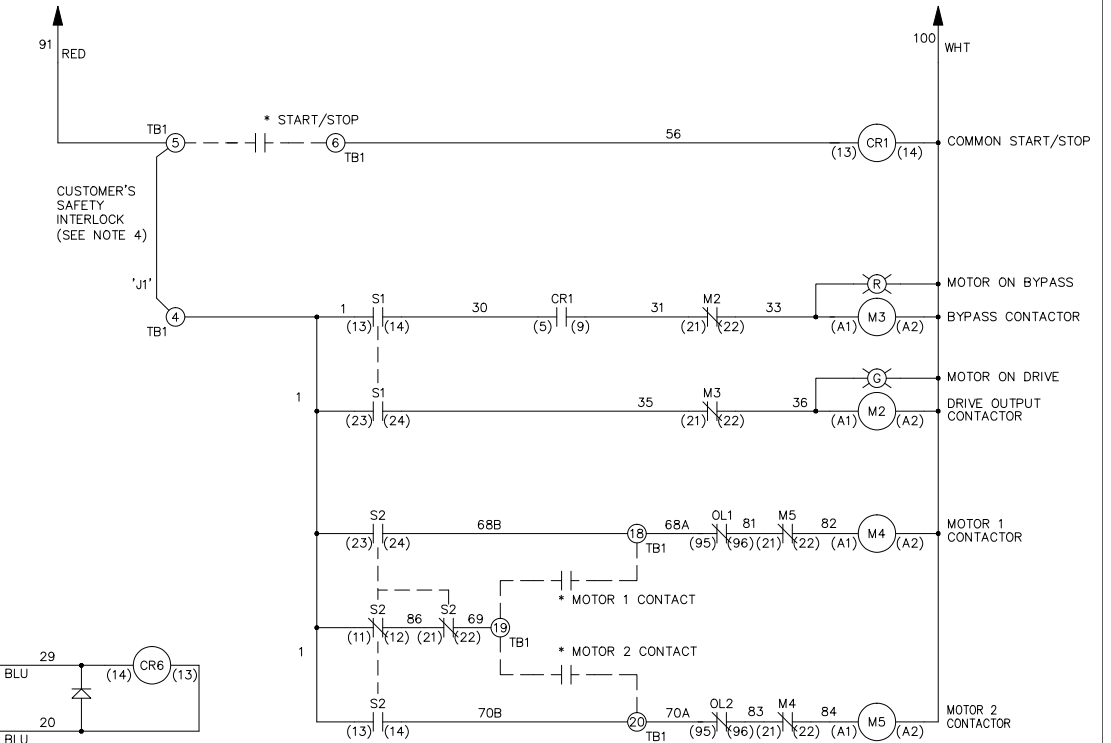 91
RED
100
WHT
TB1
5
* START/STOP
6
TB1
56
(13)
CR1
(14)
COMMON START/STOP
CUSTOMER'S
SAFETY
INTERLOCK
(SEE NOTE 4)
'J1'
4
TB1
1
S1
(13)
(14)
30
CR1
(5)
(9)
31
M2
(21)
(22)
33
R
MOTOR ON BYPASS
(A1)
M3
(A2)
BYPASS CONTACTOR
1
S1
(23)
(24)
35
M3
(21)
(22)
36
G
MOTOR ON DRIVE
(A1)
M2
(A2)
DRIVE OUTPUT
CONTACTOR
S2
(23)
(24)
68B
18
TB1
68A
OL1
(95)
(96)
81
M5
(21)
(22)
82
(A1)
M4
(A2)
MOTOR 1
CONTACTOR
* MOTOR 1 CONTACT
S2
(11)
(12)
86
S2
(21)
(22)
69
19
TB1
1
* MOTOR 2 CONTACT
S2
(13)
(14)
70B
20
TB1
70A
OL2
(95)
(96)
83
M4
(21)
(22)
84
(A1)
M5
(A2)
MOTOR 2
CONTACTOR
29
BLU
(14)
CR6
(13)
20
BLU